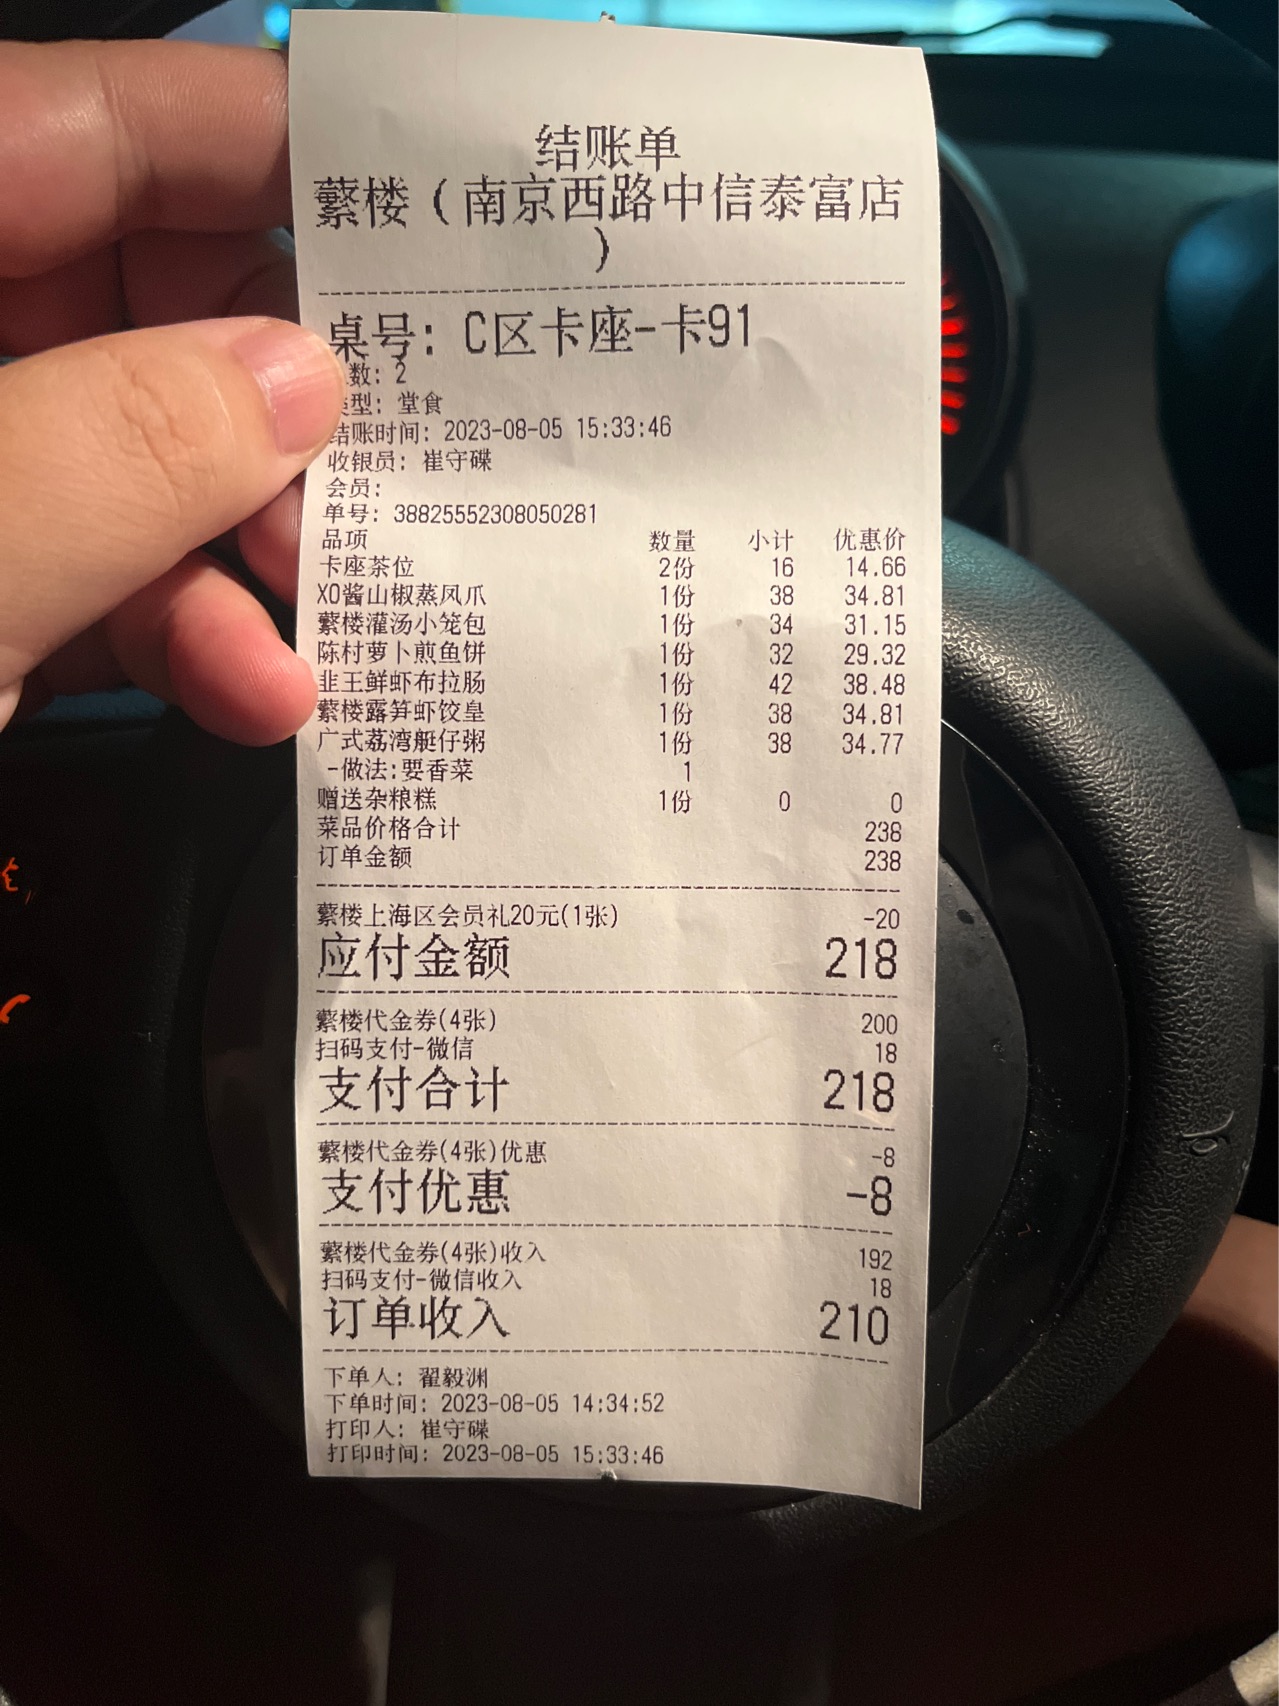 结账单
蘩楼（南京西路中信泰富店
）
桌号: C区卡座-卡91
数: 2
型: 堂食
结账时间: 2023-08-05 15:33:46
收银员: 崔守碟
会员:
单号: 38825552308050281
品项 数量 小计 优惠价
卡座茶位 2份 16 14.66
XO酱山椒蒸凤爪 1份 38 34.81
蘩楼灌汤小笼包 1份 34 31.15
陈村萝卜煎鱼饼 1份 32 29.32
韭王鲜虾布拉肠 1份 42 38.48
蘩楼露笋虾饺皇 1份 38 34.81
广式荔湾艇仔粥 1份 38 34.77
-做法:要香菜 1
赠送杂粮糕 1份 0 0
菜品价格合计 238
订单金额 238
蘩楼上海区会员礼20元(1张) -20
应付金额 218
蘩楼代金券(4张) 200
扫码支付-微信 18
支付合计 218
蘩楼代金券(4张)优惠 -8
支付优惠 -8
蘩楼代金券(4张)收入 192
扫码支付-微信收入 18
订单收入 210
下单人: 翟毅渊
下单时间: 2023-08-05 14:34:52
打印人: 崔守碟
打印时间: 2023-08-05 15:33:46